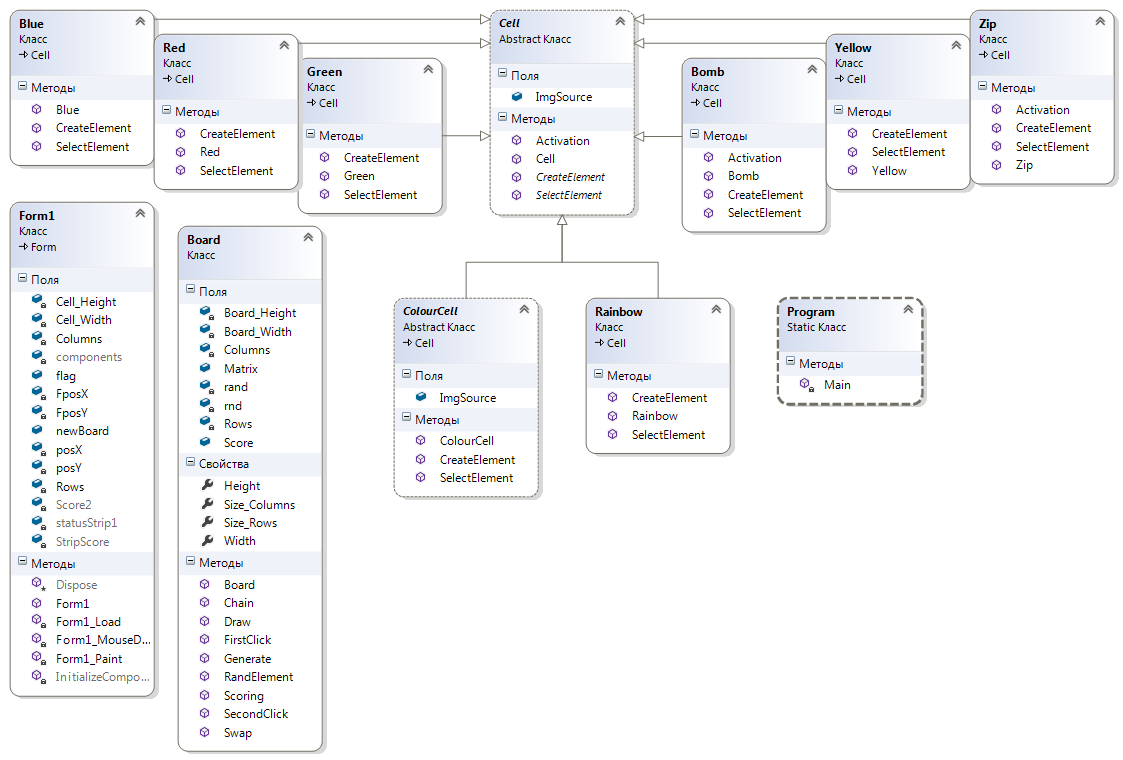 Blue
Класс
Cell
Методы
Blue
CreateElement
SelectElement
Red
Класс
Cell
Методы
CreateElement
Red
SelectElement
Green
Класс
Cell
Методы
CreateElement
Green
SelectElement
Cell
Abstract Класс
Поля
ImgSource
Методы
Activation
Cell
CreateElement
SelectElement
Bomb
Класс
Cell
Методы
Activation
Bomb
CreateElement
SelectElement
Yellow
Класс
Cell
Методы
CreateElement
SelectElement
Yellow
Zip
Класс
Cell
Методы
Activation
CreateElement
SelectElement
Zip
Form1
Класс
Form
Поля
Cell_Height
Cell_Width
Columns
components
flag
FposX
FposY
newBoard
posX
posY
Rows
Score2
statusStrip1
StripScore
Методы
Dispose
Form1
Form1_Load
Form1_MouseD...
Form1_Paint
InitializeCompo...
Board
Класс
Поля
Board_Height
Board_Width
Columns
Matrix
rand
rnd
Rows
Score
Свойства
Height
Size_Columns
Size_Rows
Width
Методы
Board
Chain
Draw
FirstClick
Generate
RandElement
Scoring
SecondClick
Swap
ColourCell
Abstract Класс
Cell
Поля
ImgSource
Методы
ColourCell
CreateElement
SelectElement
Rainbow
Класс
Cell
Методы
CreateElement
Rainbow
SelectElement
Program
Static Класс
Методы
Main